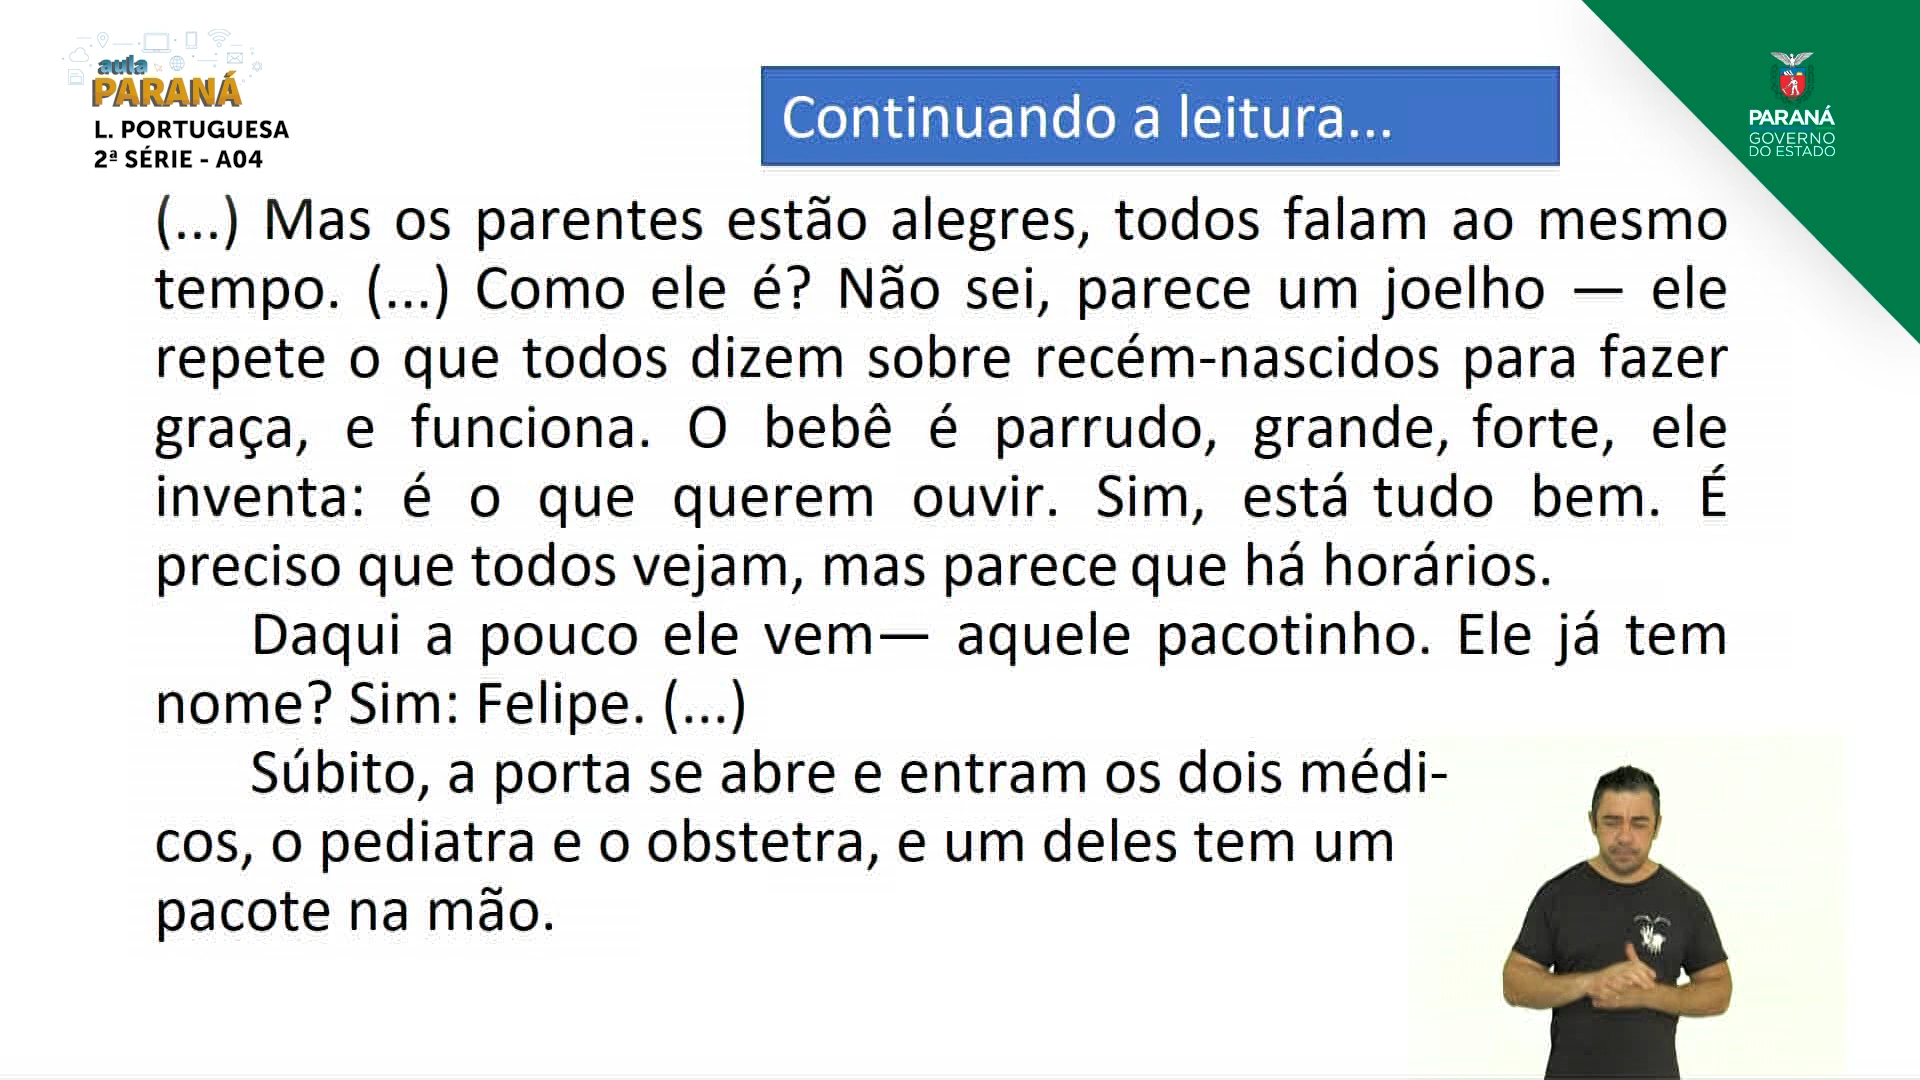 aula
PARANÁ
L. PORTUGUESA
2ª SÉRIE - A04
Continuando a leitura...
PARANÁ
GOVERNO
DO ESTADO
(...) Mas os parentes estão alegres, todos falam ao mesmo
tempo. (...) Como ele é? Não sei, parece um joelho — ele
repete o que todos dizem sobre recém-nascidos para fazer
graça, e funciona. O bebê é parrudo, grande, forte, ele
inventa: é o que querem ouvir. Sim, está tudo bem. É
preciso que todos vejam, mas parece que há horários.
Daqui a pouco ele vem— aquele pacotinho. Ele já tem
nome? Sim: Felipe. (...)
Súbito, a porta se abre e entram os dois médi-
cos, o pediatra e o obstetra, e um deles tem um
pacote na mão.